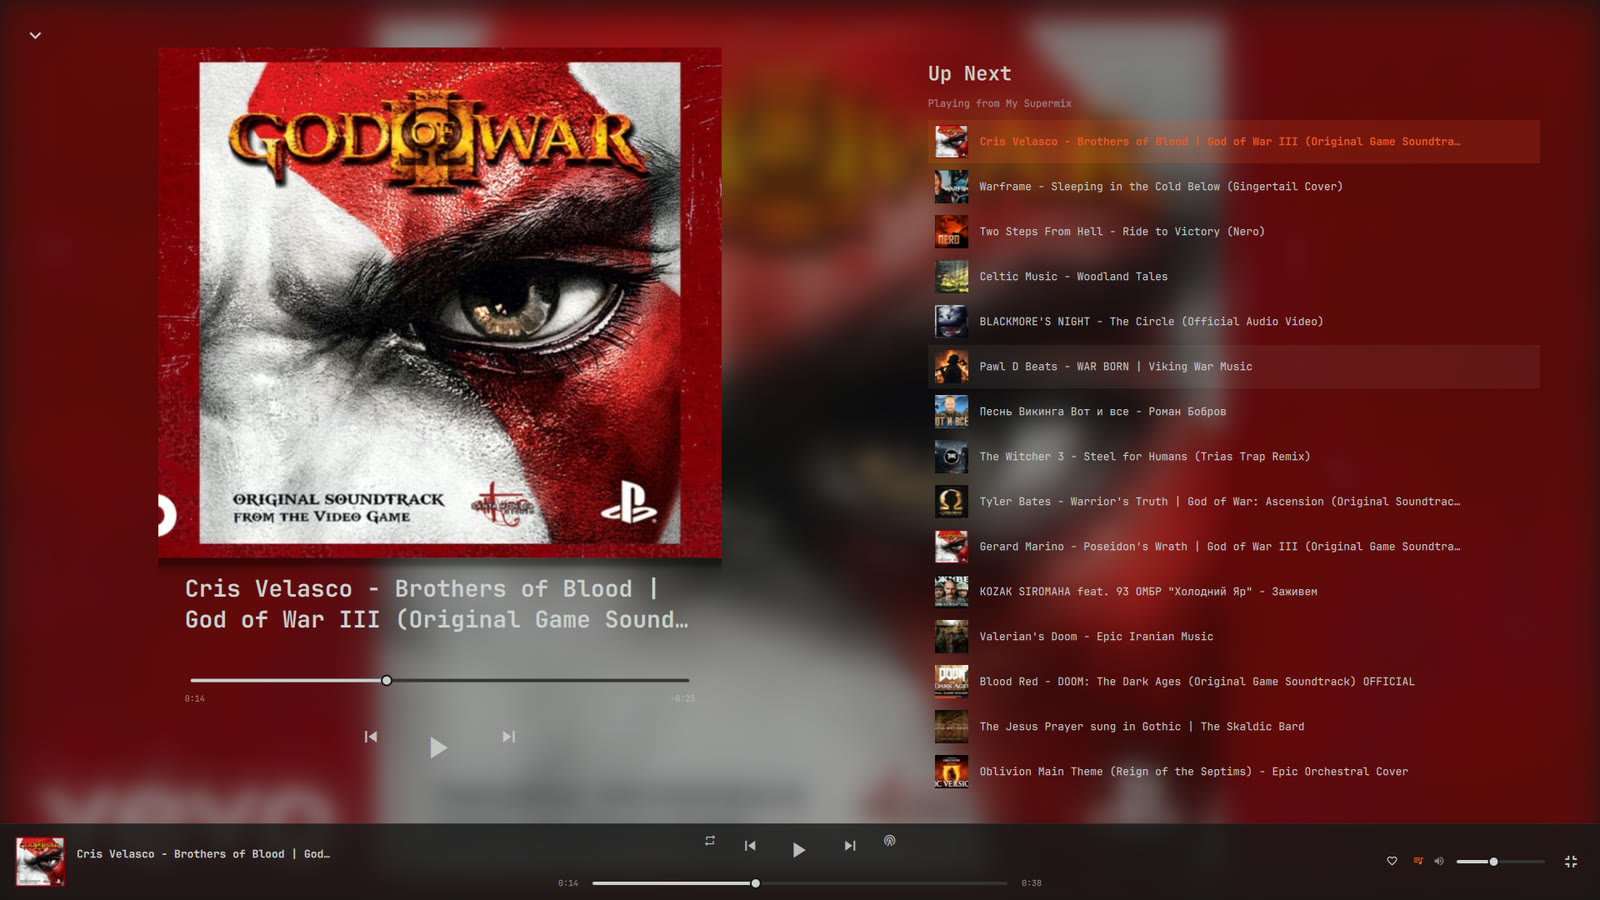 GOD OF WAR
ORIGINAL SOUNDTRACK
FROM THE VIDEO GAME
Cris Velasco - Brothers of Blood |
God of War III (Original Game Sound…
0:14
-0:23
Up Next
Playing from My Supermix
Cris Velasco - Brothers of Blood | God of War III (Original Game Soundtra…
Warframe - Sleeping in the Cold Below (Gingertail Cover)
NERO
Two Steps From Hell - Ride to Victory (Nero)
Celtic Music - Woodland Tales
BLACKMORE'S NIGHT - The Circle (Official Audio Video)
Pawl D Beats - WAR BORN | Viking War Music
ОТ И ВСЕ
Песнь Викинга Вот и все - Роман Бобров
The Witcher 3 - Steel for Humans (Trias Trap Remix)
Tyler Bates - Warrior's Truth | God of War: Ascension (Original Soundtrac…
Gerard Marino - Poseidon's Wrath | God of War III (Original Game Soundtra…
KOZAK SIROMAHA feat. 93 ОМБР "Холодний Яр" - Заживем
Valerian's Doom - Epic Iranian Music
DOOM
DARK AGES
Blood Red - DOOM: The Dark Ages (Original Game Soundtrack) OFFICIAL
The Jesus Prayer sung in Gothic | The Skaldic Bard
IC VERSIC
Oblivion Main Theme (Reign of the Septims) - Epic Orchestral Cover
Cris Velasco - Brothers of Blood | God…
0:14
0:38